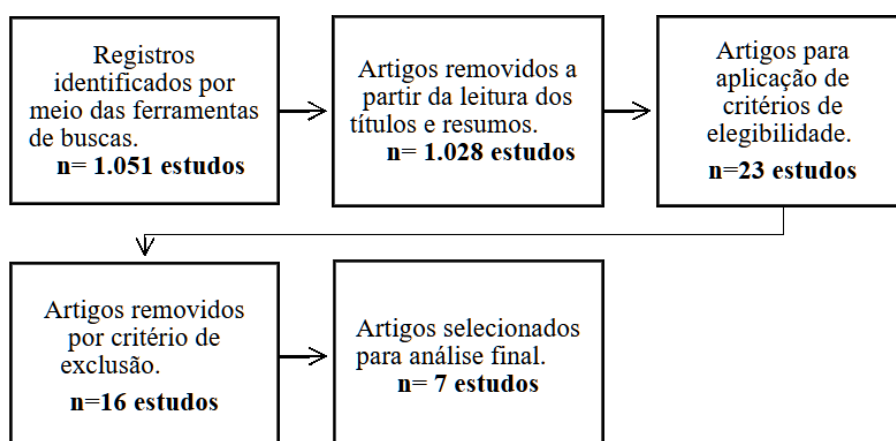 Registros
identificados por
meio das ferramentas
de buscas.
n= 1.051 estudos
Artigos removidos a
partir da leitura dos
títulos e resumos.
n= 1.028 estudos
Artigos para
aplicação de
critérios de
elegibilidade.
n=23 estudos
Artigos removidos
por critério de
exclusão.
n=16 estudos
Artigos selecionados
para análise final.
n= 7 estudos